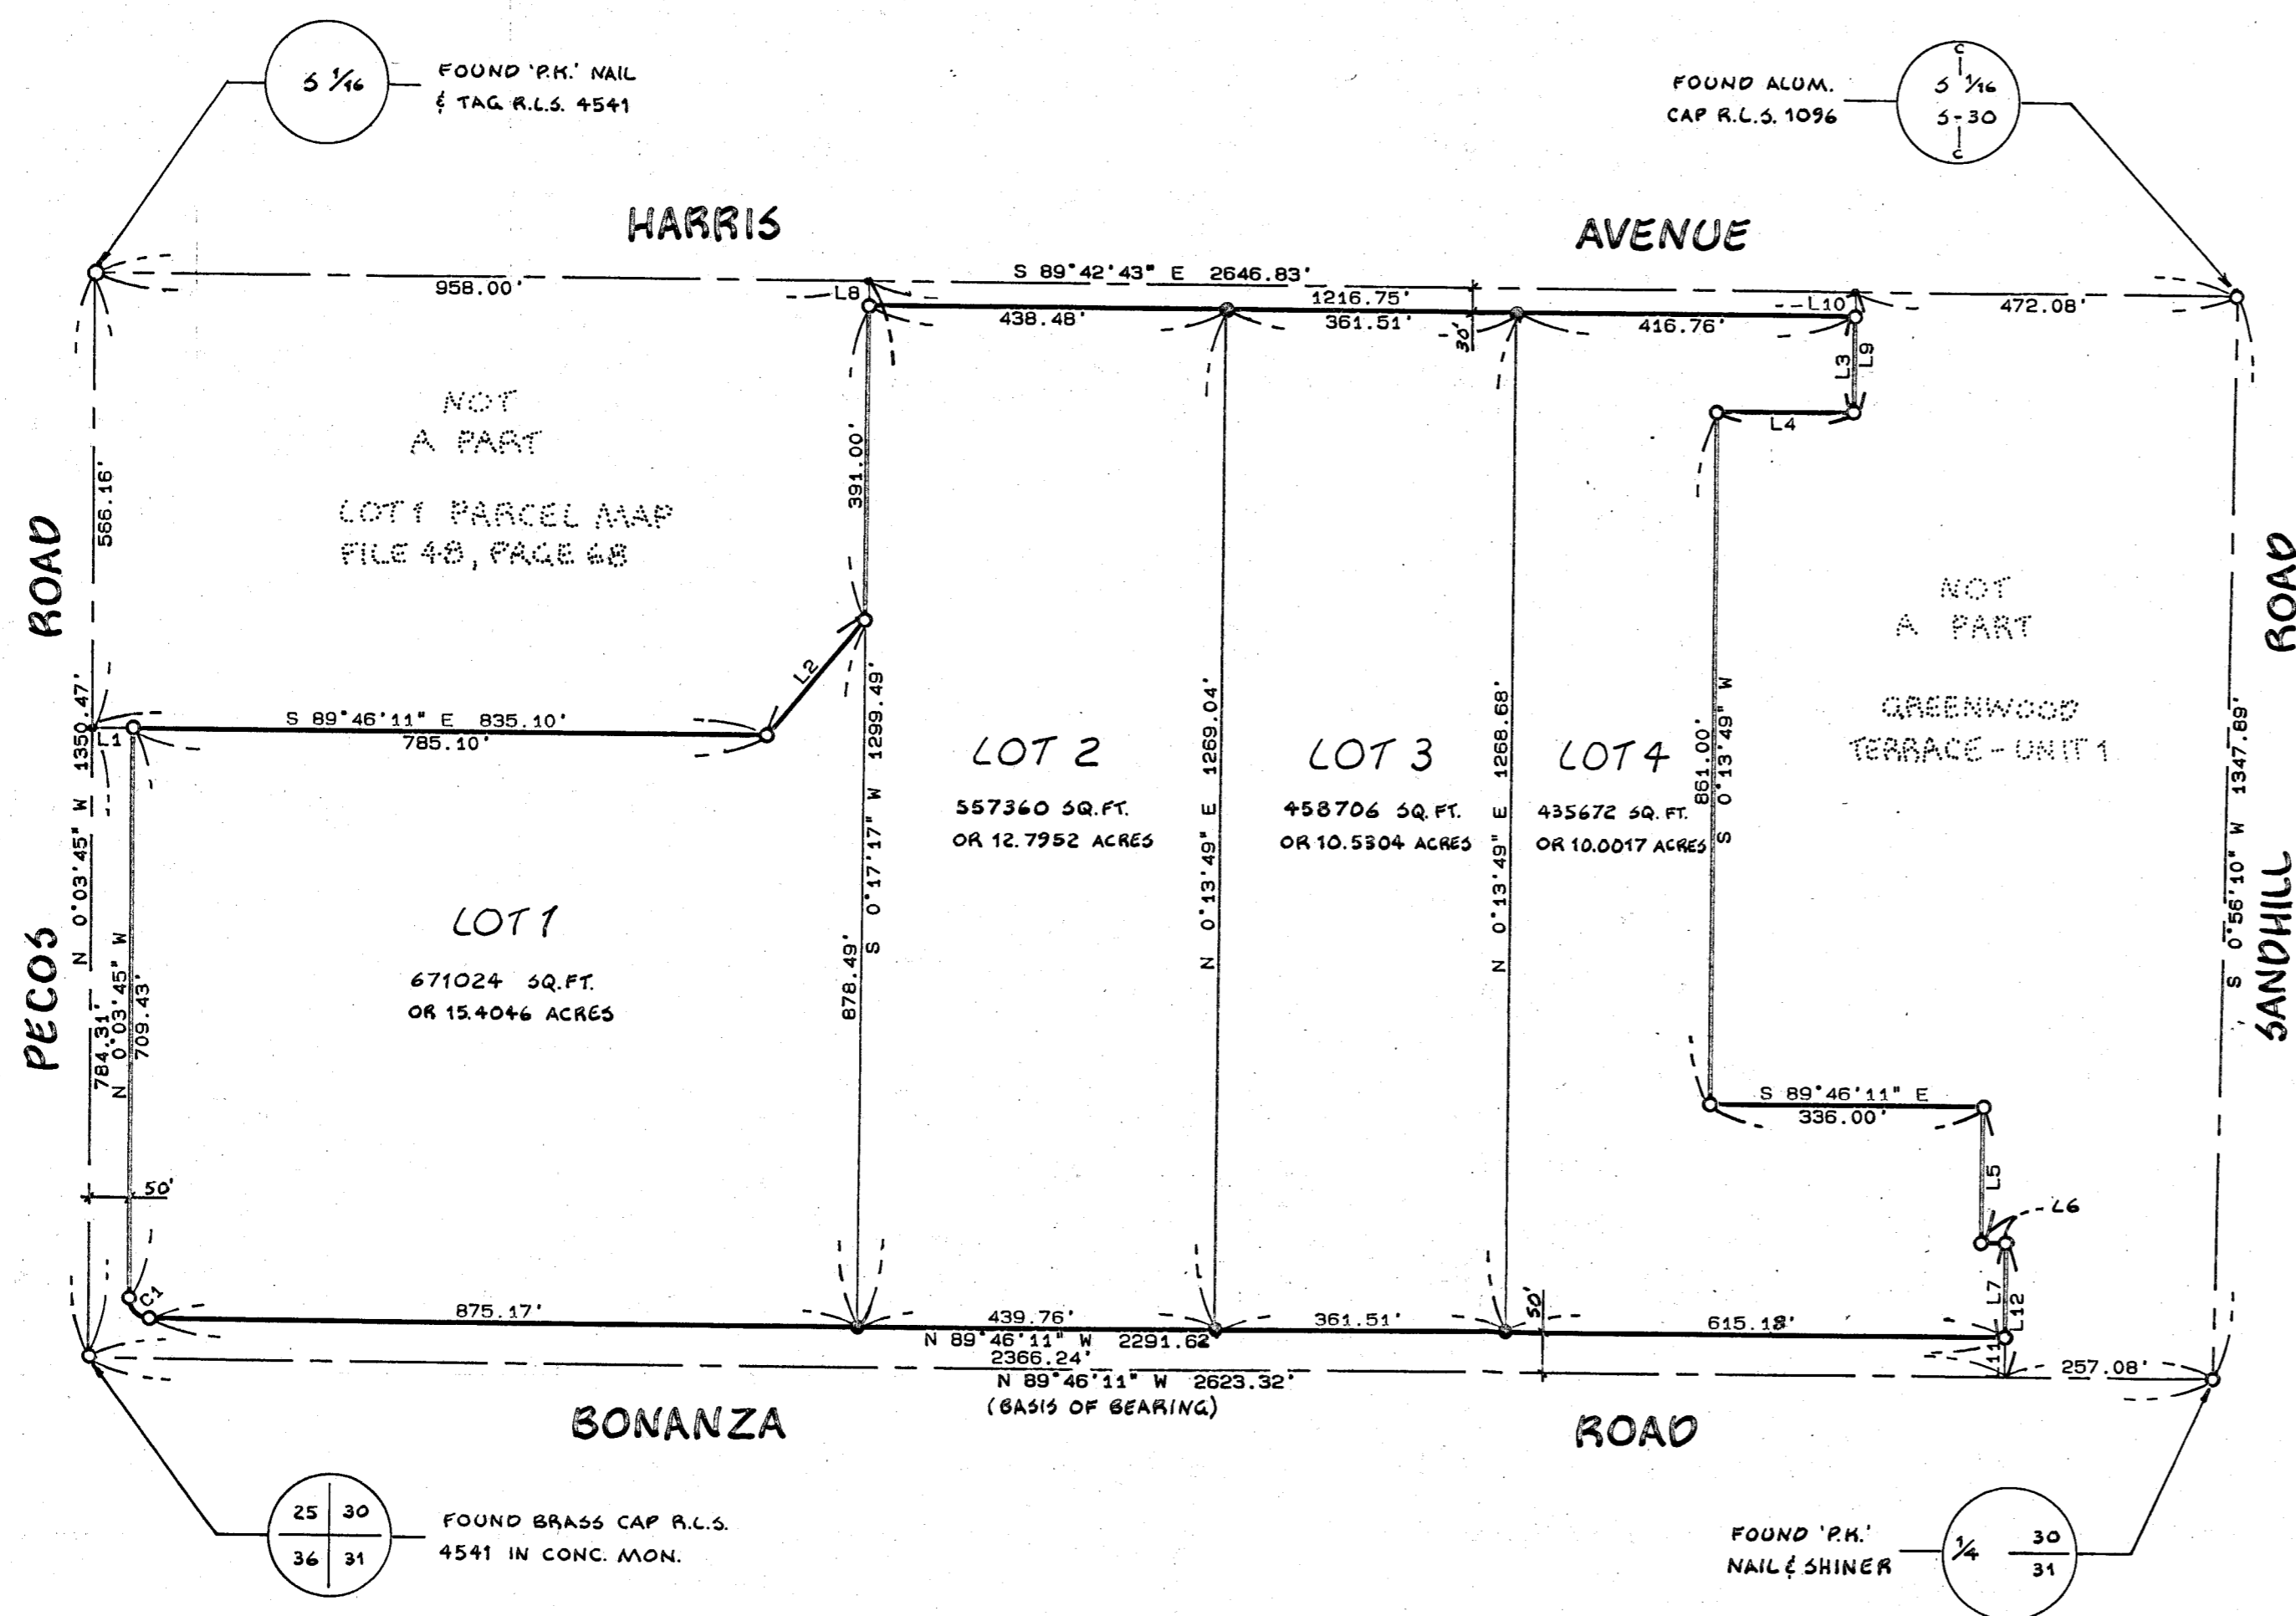 S 1/16
FOUND 'P.K.' NAIL
& TAG R.L.S. 4541
FOUND ALUM.
CAP R.L.S. 1096
C
S 1/16
S-30
C
HARRIS
AVENUE
S 89°42'43" E 2646.83'
958.00'
L8
1216.75'
L10
472.08'
438.48'
361.51'
30'
416.76'
L3
L9
L4
NOT
A PART
LOT 1 PARCEL MAP
FILE 48, PAGE 68
566.16'
391.00'
ROAD
PECOS
N 0°03'45" W 1350.47'
L1
S 89°46'11" E 835.10'
785.10'
L2
S 0°17'17" W 1299.49'
878.49'
N 0°13'49" E 1269.04'
N 0°13'49" E 1268.68'
861.00'
S 0°13'49" W
LOT 2
557360 SQ.FT.
OR 12.7952 ACRES
LOT 3
458706 SQ.FT.
OR 10.5304 ACRES
LOT 4
435672 SQ.FT.
OR 10.0017 ACRES
NOT
A PART
GREENWOOD
TERRACE - UNIT 1
ROAD
SANDHILL
S 0°56'10" W 1347.89'
LOT 1
671024 SQ.FT.
OR 15.4046 ACRES
784.31'
N 0°03'45" W
709.43'
50'
C1
S 89°46'11" E
336.00'
L5
L6
L7
L12
L11
875.17'
439.76'
361.51'
50'
615.18'
N 89°46'11" W 2291.62'
2366.24'
257.08'
N 89°46'11" W 2623.32'
(BASIS OF BEARING)
BONANZA
ROAD
25 30
36 31
FOUND BRASS CAP R.L.S.
4541 IN CONC. MON.
FOUND 'P.K.'
NAIL & SHINER
1/4
30
31